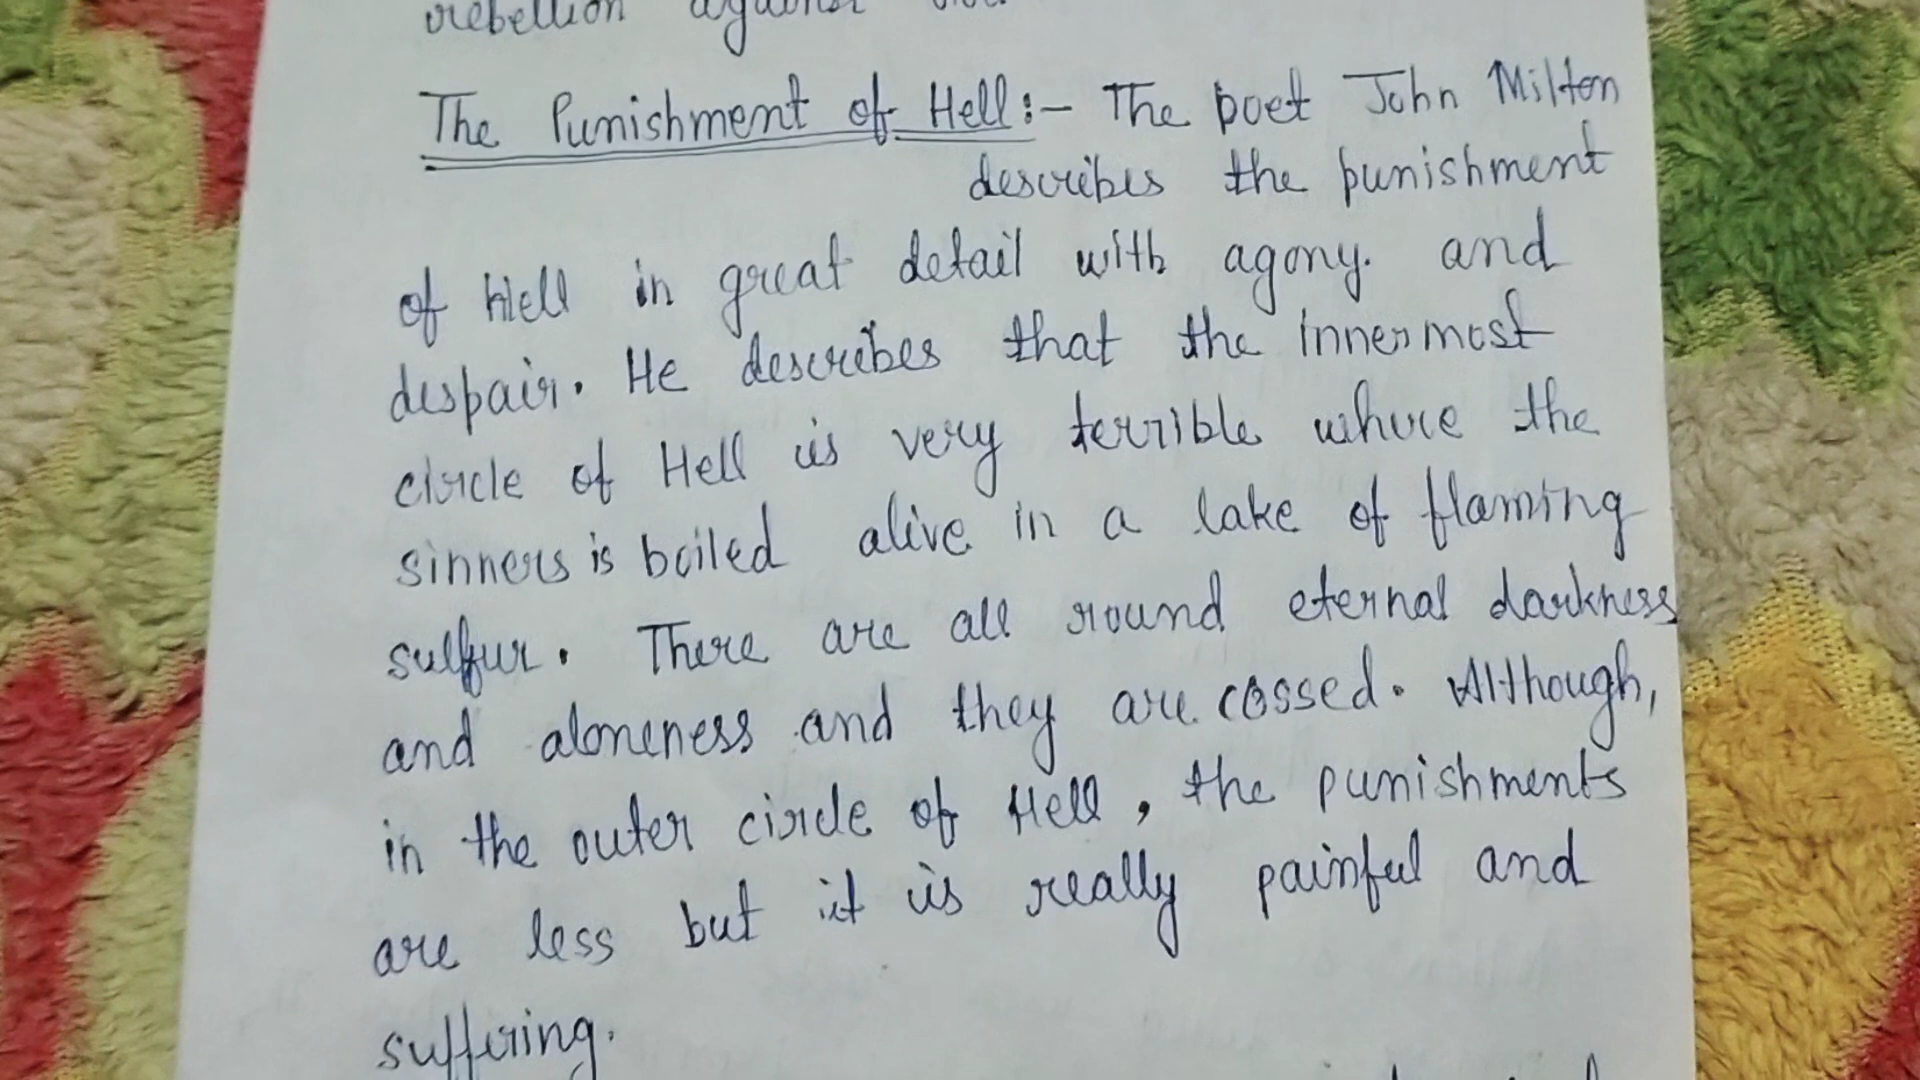 rebellion against
The Punishment of Hell:- The poet John Milton
describes the punishment
of Hell in great detail with agony. and
despair. He describes that the innermost
circle of Hell is very terrible where the
sinners is boiled alive in a lake of flaming
sulfur. There are all round eternal darkness
and aloneness and they are cossed. Although,
in the outer circle of Hell, the punishments
are less but it is really painful and
suffering.